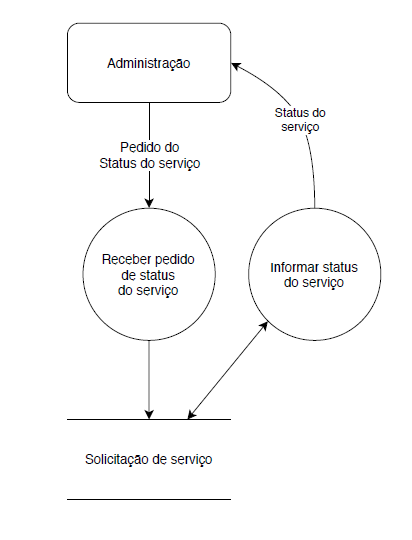 Administração
Status do
serviço
Pedido do
Status do serviço
Receber pedido
de status
do serviço
Informar status
do serviço
Solicitação de serviço